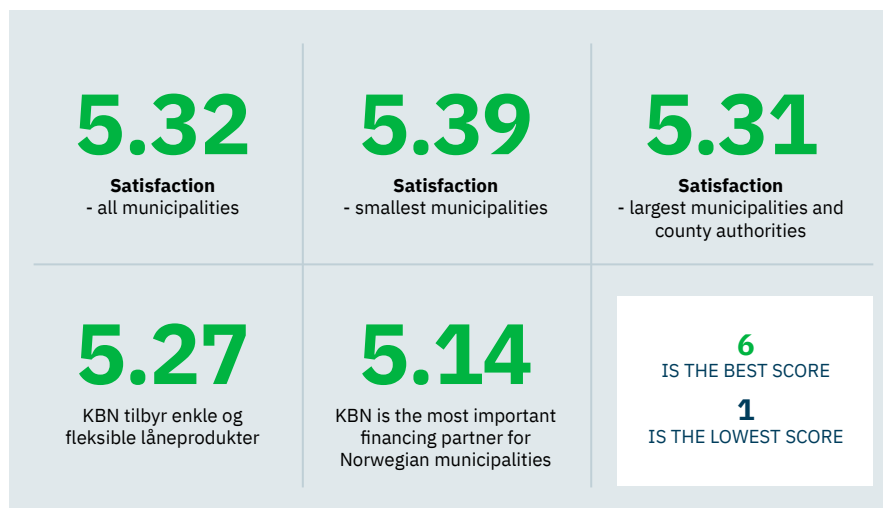 5.32
Satisfaction
- all municipalities
5.39
Satisfaction
- smallest municipalities
5.31
Satisfaction
- largest municipalities and
county authorities
5.27
KBN tilbyr enkle og
fleksible låneprodukter
5.14
KBN is the most important
financing partner for
Norwegian municipalities
6
IS THE BEST SCORE
1
IS THE LOWEST SCORE